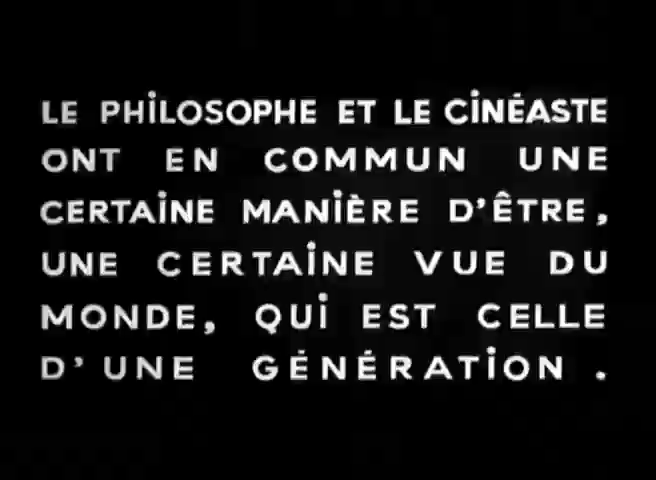 LE PHiLOSOPHE ET LE CiNÉASTE
ONT EN COMMUN UNE
CERTAiNE MANiÈRE D'ÊTRE,
UNE CERTAiNE VUE DU
MONDE, QUi EST CELLE
D'UNE GÉNÉRATiON.